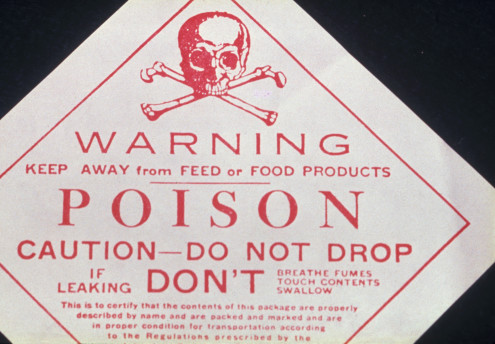 WARNING
KEEP AWAY from FEED or FOOD PRODUCTS
POISON
CAUTION—DO NOT DROP
IF LEAKING DON'T BREATHE FUMES
TOUCH CONTENTS
SWALLOW
This is to certify that the contents of this package are properly
described by name and are packed and marked and are
in proper condition for transportation according
to the Regulations prescribed by the